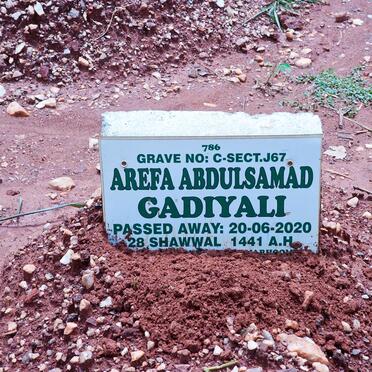 786
GRAVE NO: C-SECT.J67
AREFA ABDULSAMAD
GADIYALI
PASSED AWAY: 20-06-2020
28 SHAWWAL 1441 A.H